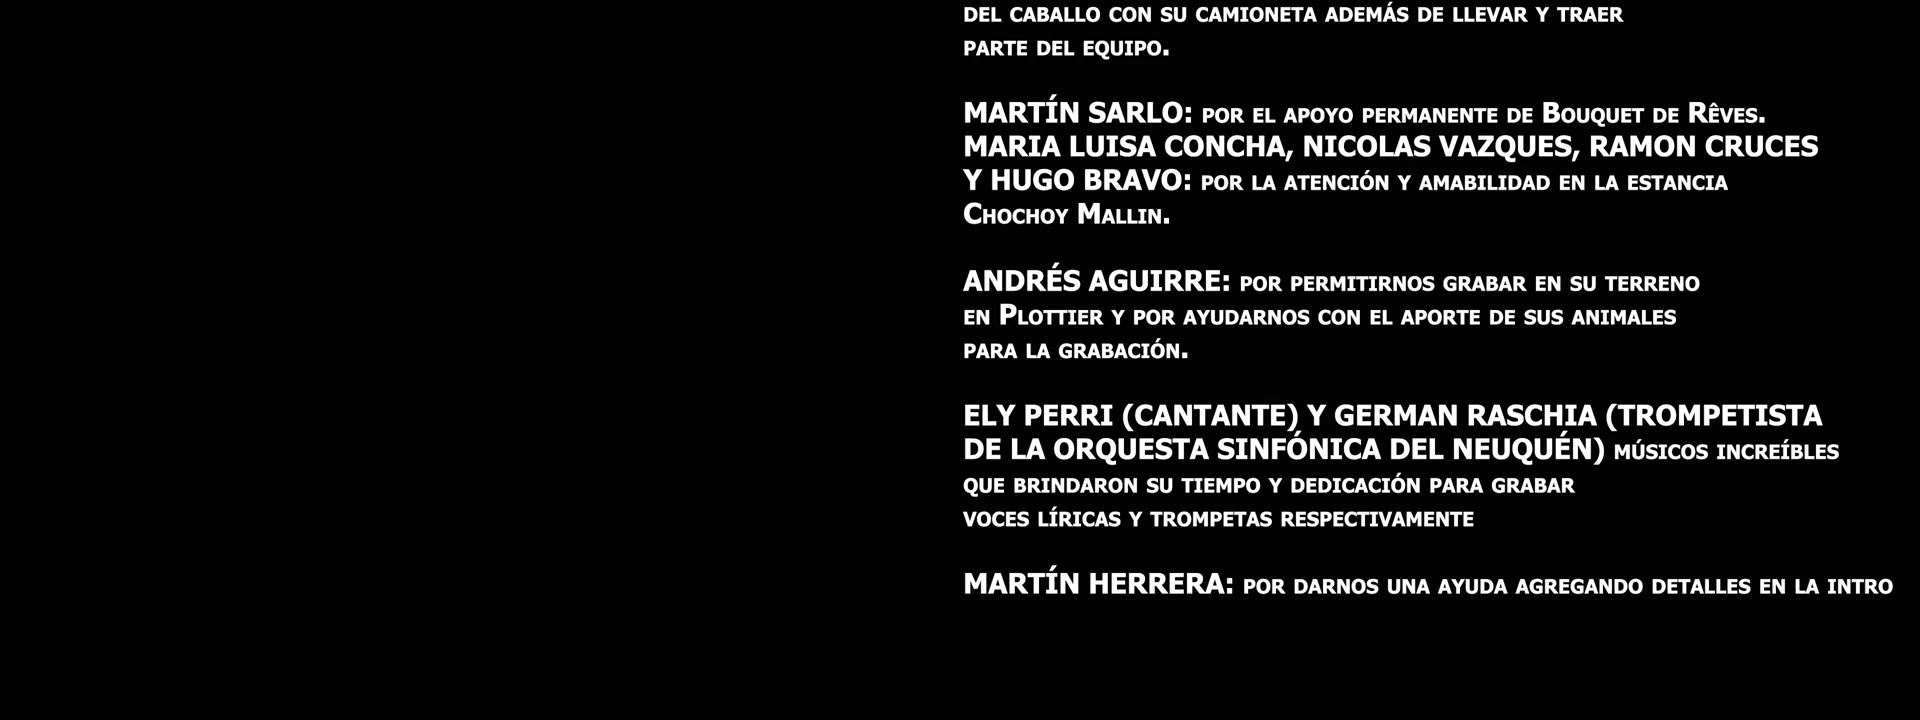 DEL CABALLO CON SU CAMIONETA ADEMÁS DE LLEVAR Y TRAER
PARTE DEL EQUIPO.
MARTÍN SARLO: POR EL APOYO PERMANENTE DE BOUQUET DE RÊVES.
MARIA LUISA CONCHA, NICOLAS VAZQUES, RAMON CRUCES
Y HUGO BRAVO: POR LA ATENCIÓN Y AMABILIDAD EN LA ESTANCIA
CHOCHOY MALLIN.
ANDRÉS AGUIRRE: POR PERMITIRNOS GRABAR EN SU TERRENO
EN PLOTTIER Y POR AYUDARNOS CON EL APORTE DE SUS ANIMALES
PARA LA GRABACIÓN.
ELY PERRI (CANTANTE) Y GERMAN RASCHIA (TROMPETISTA
DE LA ORQUESTA SINFÓNICA DEL NEUQUÉN) MÚSICOS INCREÍBLES
QUE BRINDARON SU TIEMPO Y DEDICACIÓN PARA GRABAR
VOCES LÍRICAS Y TROMPETAS RESPECTIVAMENTE
MARTÍN HERRERA: POR DARNOS UNA AYUDA AGREGANDO DETALLES EN LA INTRO